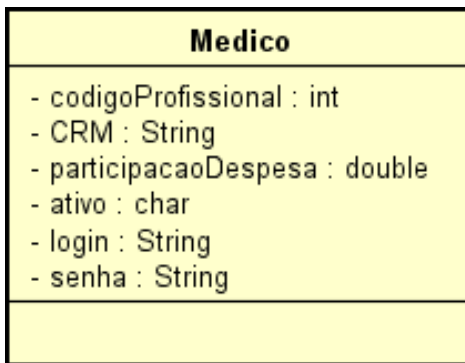 Medico
- codigoProfissional : int
- CRM : String
- participacaoDespesa : double
- ativo : char
- login : String
- senha : String